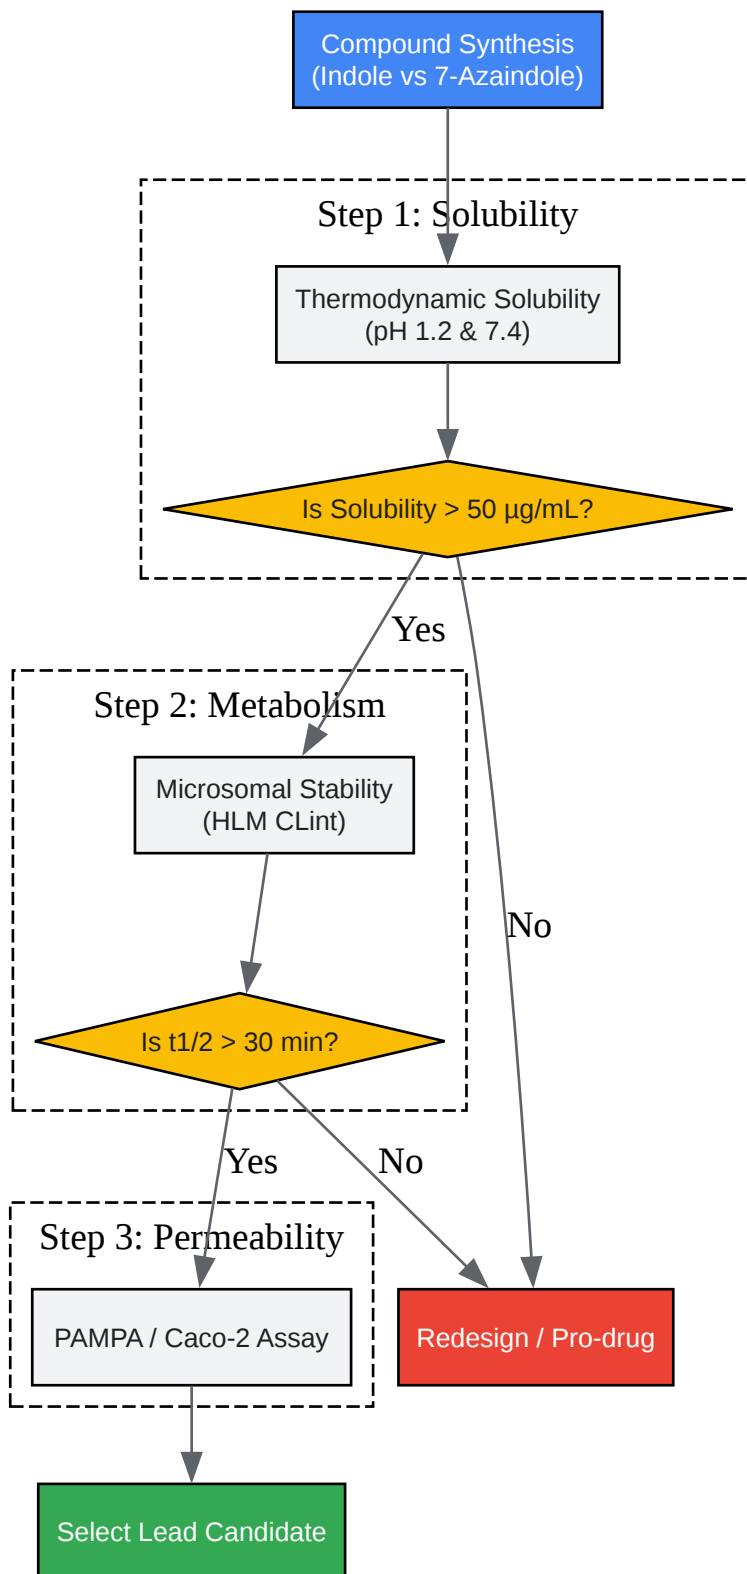 Compound Synthesis
(Indole vs 7-Azaindole)
Step 1: Solubility
Thermodynamic Solubility
(pH 1.2 & 7.4)
Is Solubility > 50 µg/mL?
Yes
Step 2: Metabolism
Microsomal Stability
(HLM CLint)
No
Is t1/2 > 30 min?
Yes
No
Step 3: Permeability
PAMPA / Caco-2 Assay
Redesign / Pro-drug
Select Lead Candidate